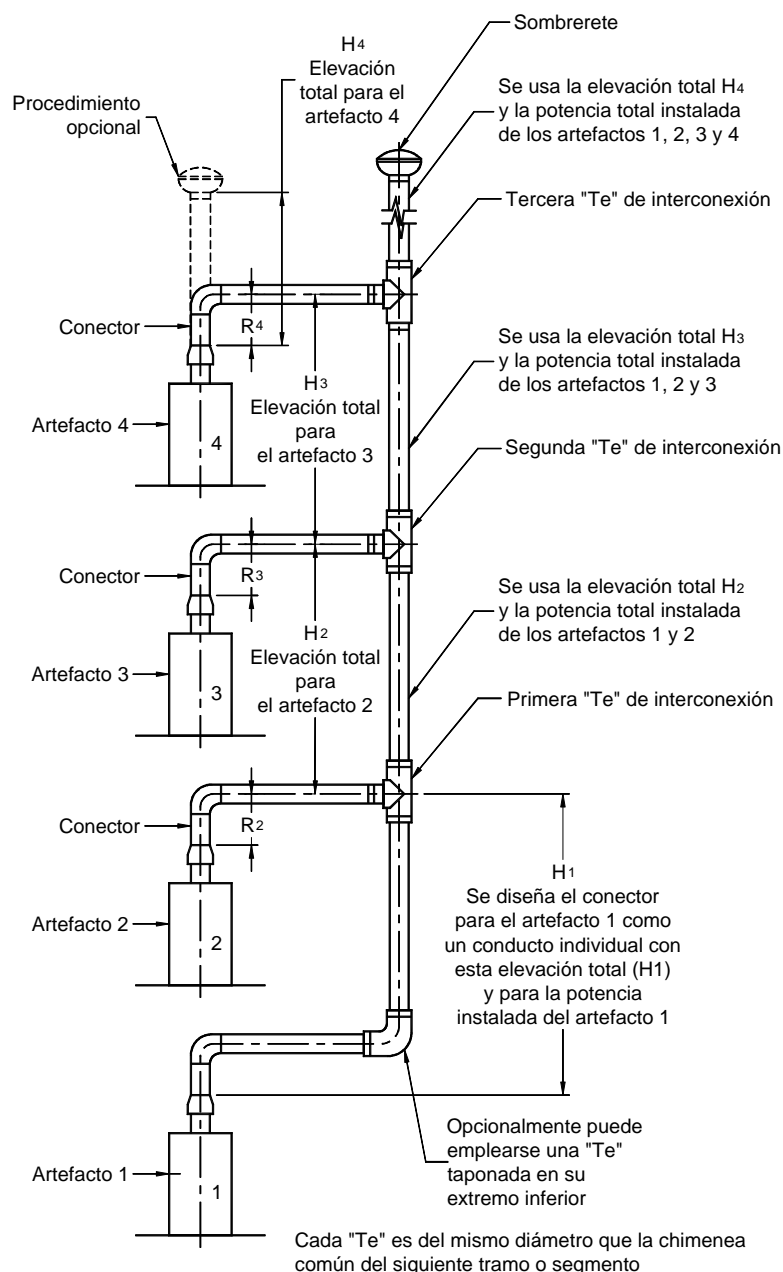 Sombrerete
H4
Elevación
total para el
artefacto 4
Se usa la elevación total H4
y la potencia total instalada
de los artefactos 1, 2, 3 y 4
Procedimiento
opcional
Tercera "Te" de interconexión
Conector
R4
Se usa la elevación total H3
y la potencia total instalada
de los artefactos 1, 2 y 3
H3
Elevación total
para
el artefacto 3
Artefacto 4
4
Segunda "Te" de interconexión
Conector
R3
Se usa la elevación total H2
y la potencia total instalada
de los artefactos 1 y 2
H2
Elevación total
para
el artefacto 2
Artefacto 3
3
Primera "Te" de interconexión
Conector
R2
H1
Se diseña el conector
para el artefacto 1 como
un conducto individual con
esta elevación total (H1)
y para la potencia
instalada del artefacto 1
Artefacto 2
2
Opcionalmente puede
emplearse una "Te"
taponada en su
extremo inferior
Artefacto 1
1
Cada "Te" es del mismo diámetro que la chimenea
común del siguiente tramo o segmento